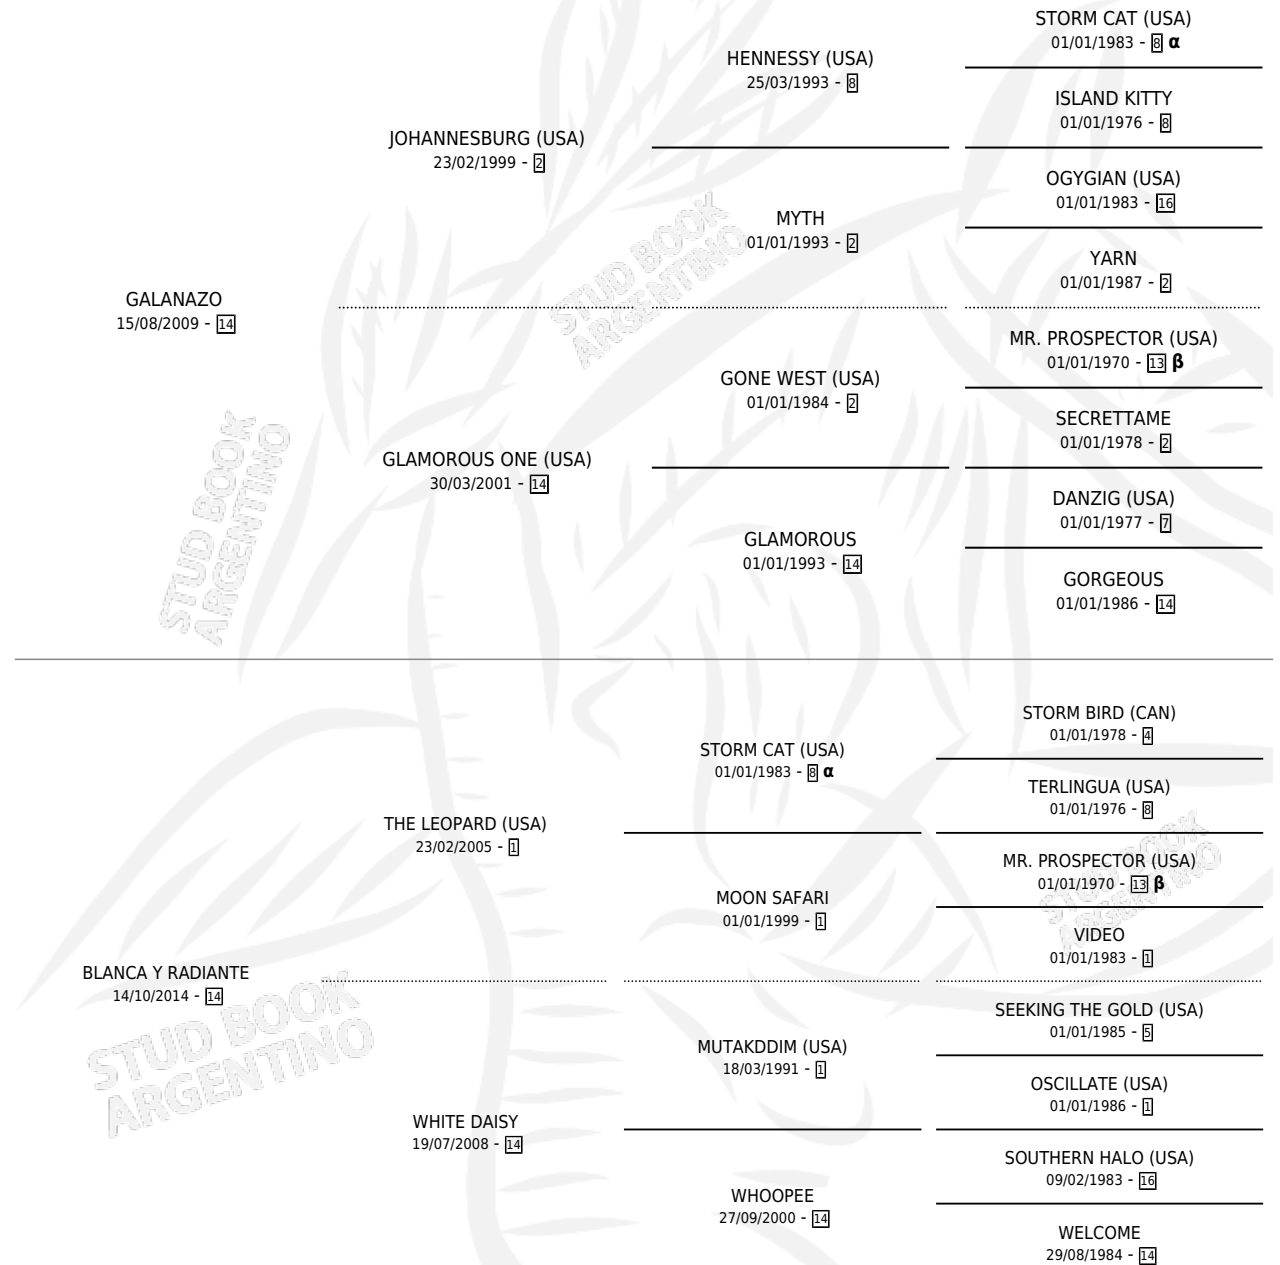 STORM CAT (USA)
01/01/1983 - 8 α
HENNESSY (USA)
25/03/1993 - 8
ISLAND KITTY
01/01/1976 - 8
JOHANNESBURG (USA)
23/02/1999 - 2
OGYGIAN (USA)
01/01/1983 - 16
MYTH
01/01/1993 - 2
YARN
01/01/1987 - 2
STUD BOOK
ARGENTINO
GALANAZO
15/08/2009 - 14
MR. PROSPECTOR (USA)
01/01/1970 - 13 β
GONE WEST (USA)
01/01/1984 - 2
SECRETTAME
01/01/1978 - 2
GLAMOROUS ONE (USA)
30/03/2001 - 14
DANZIG (USA)
01/01/1977 - 7
GLAMOROUS
01/01/1993 - 14
GORGEOUS
01/01/1986 - 14
STUD BOOK
ARGENTINO
STORM BIRD (CAN)
01/01/1978 - 4
STORM CAT (USA)
01/01/1983 - 8 α
TERLINGUA (USA)
01/01/1976 - 8
THE LEOPARD (USA)
23/02/2005 - 1
MR. PROSPECTOR (USA)
01/01/1970 - 13 β
STUD BOOK
ARGENTINO
MOON SAFARI
01/01/1999 - 1
VIDEO
01/01/1983 - 1
BLANCA Y RADIANTE
14/10/2014 - 14
STUD BOOK
ARGENTINO
SEEKING THE GOLD (USA)
01/01/1985 - 5
MUTAKDDIM (USA)
18/03/1991 - 1
OSCILLATE (USA)
01/01/1986 - 1
WHITE DAISY
19/07/2008 - 14
SOUTHERN HALO (USA)
09/02/1983 - 16
WHOOPEE
27/09/2000 - 14
WELCOME
29/08/1984 - 14